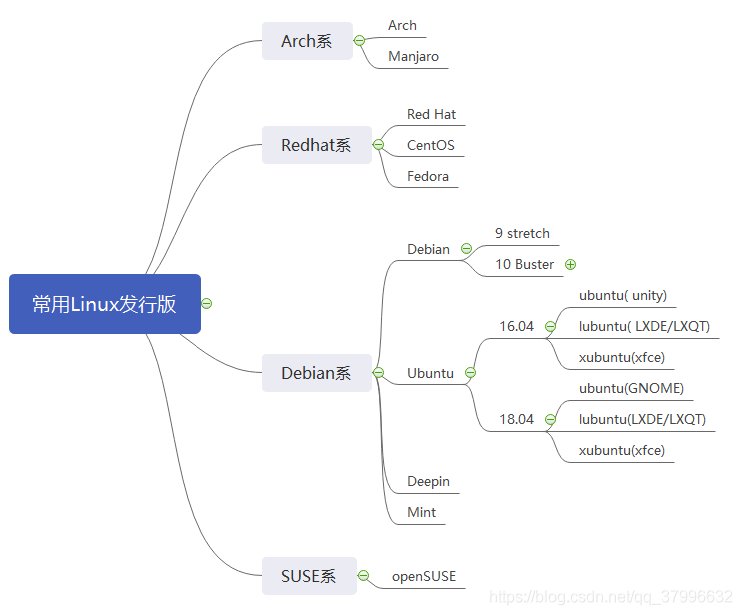 常用Linux发行版
Arch系
Arch
Manjaro
Redhat系
Red Hat
CentOS
Fedora
Debian系
Debian
9 stretch
10 Buster
Ubuntu
16.04
ubuntu( unity)
lubuntu( LXDE/LXQT)
xubuntu(xfce)
18.04
ubuntu(GNOME)
lubuntu(LXDE/LXQT)
xubuntu(xfce)
Deepin
Mint
SUSE系
openSUSE
https://blog.csdn.net/qq_37996632